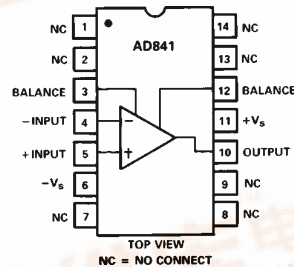 NC 1
14 NC
AD841
NC 2
13 NC
BALANCE 3
12 BALANCE
-INPUT 4
11 +Vs
+INPUT 5
10 OUTPUT
-Vs 6
9 NC
NC 7
8 NC
TOP VIEW
NC = NO CONNECT